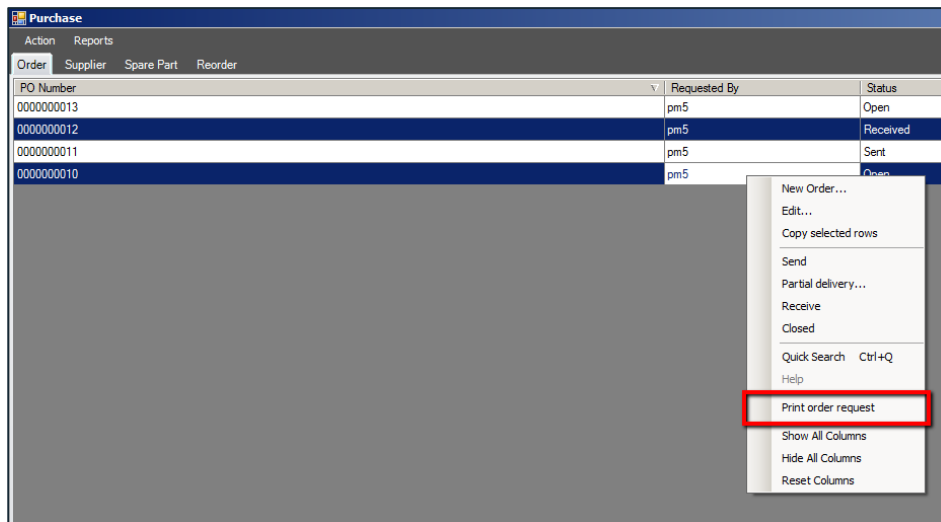 Purchase
Action Reports
Order Supplier Spare Part Reorder
PO Number Requested By Status
0000000013 pm5 Open
0000000012 pm5 Received
0000000011 pm5 Sent
0000000010 pm5 Open
New Order...
Edit...
Copy selected rows
Send
Partial delivery...
Receive
Closed
Quick Search Ctrl+Q
Help
Print order request
Show All Columns
Hide All Columns
Reset Columns